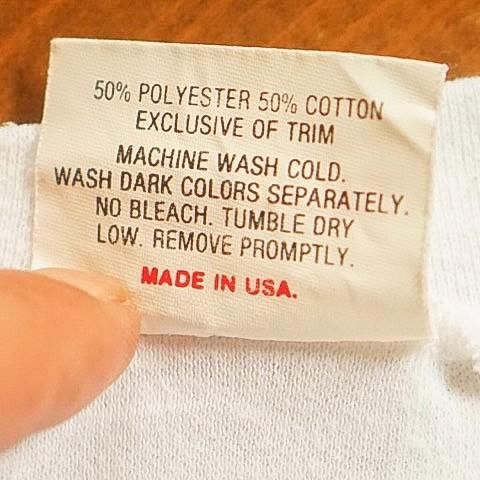 50% POLYESTER 50% COTTON
EXCLUSIVE OF TRIM
MACHINE WASH COLD.
WASH DARK COLORS SEPARATELY.
NO BLEACH. TUMBLE DRY
LOW. REMOVE PROMPTLY.
MADE IN USA.